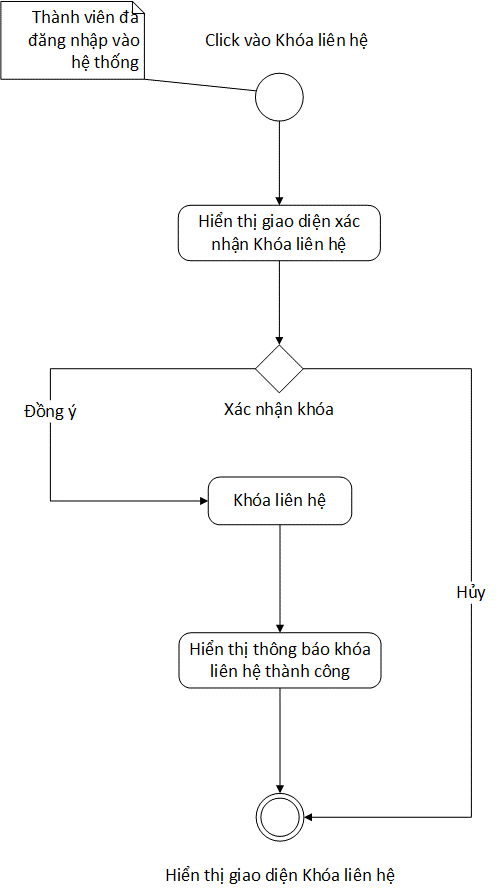 Thành viên đã
đăng nhập vào
hệ thống
Click vào Khóa liên hệ
Hiển thị giao diện xác
nhận Khóa liên hệ
Xác nhận khóa
Đồng ý
Khóa liên hệ
Hủy
Hiển thị thông báo khóa
liên hệ thành công
Hiển thị giao diện Khóa liên hệ